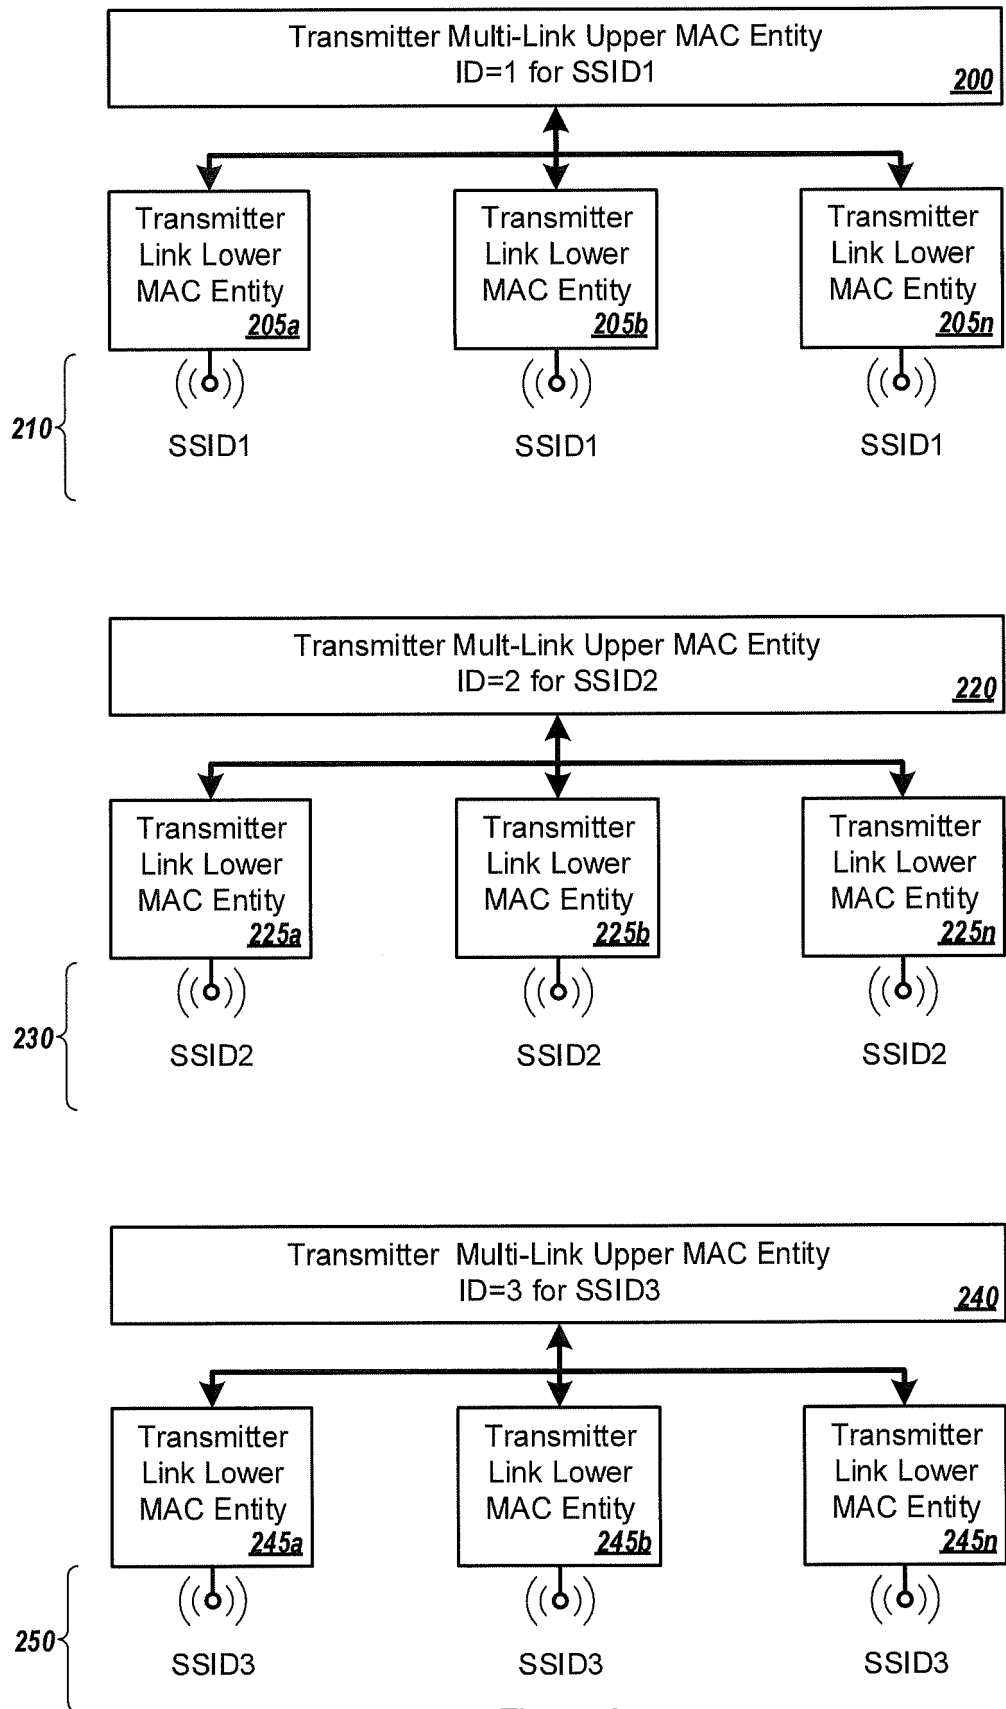 Transmitter Multi-Link Upper MAC Entity
ID=1 for SSID1
200
Transmitter
Link Lower
MAC Entity
205a
Transmitter
Link Lower
MAC Entity
205b
Transmitter
Link Lower
MAC Entity
205n
210
SSID1
SSID1
SSID1
Transmitter Mult-Link Upper MAC Entity
ID=2 for SSID2
220
Transmitter
Link Lower
MAC Entity
225a
Transmitter
Link Lower
MAC Entity
225b
Transmitter
Link Lower
MAC Entity
225n
230
SSID2
SSID2
SSID2
Transmitter Multi-Link Upper MAC Entity
ID=3 for SSID3
240
Transmitter
Link Lower
MAC Entity
245a
Transmitter
Link Lower
MAC Entity
245b
Transmitter
Link Lower
MAC Entity
245n
250
SSID3
SSID3
SSID3